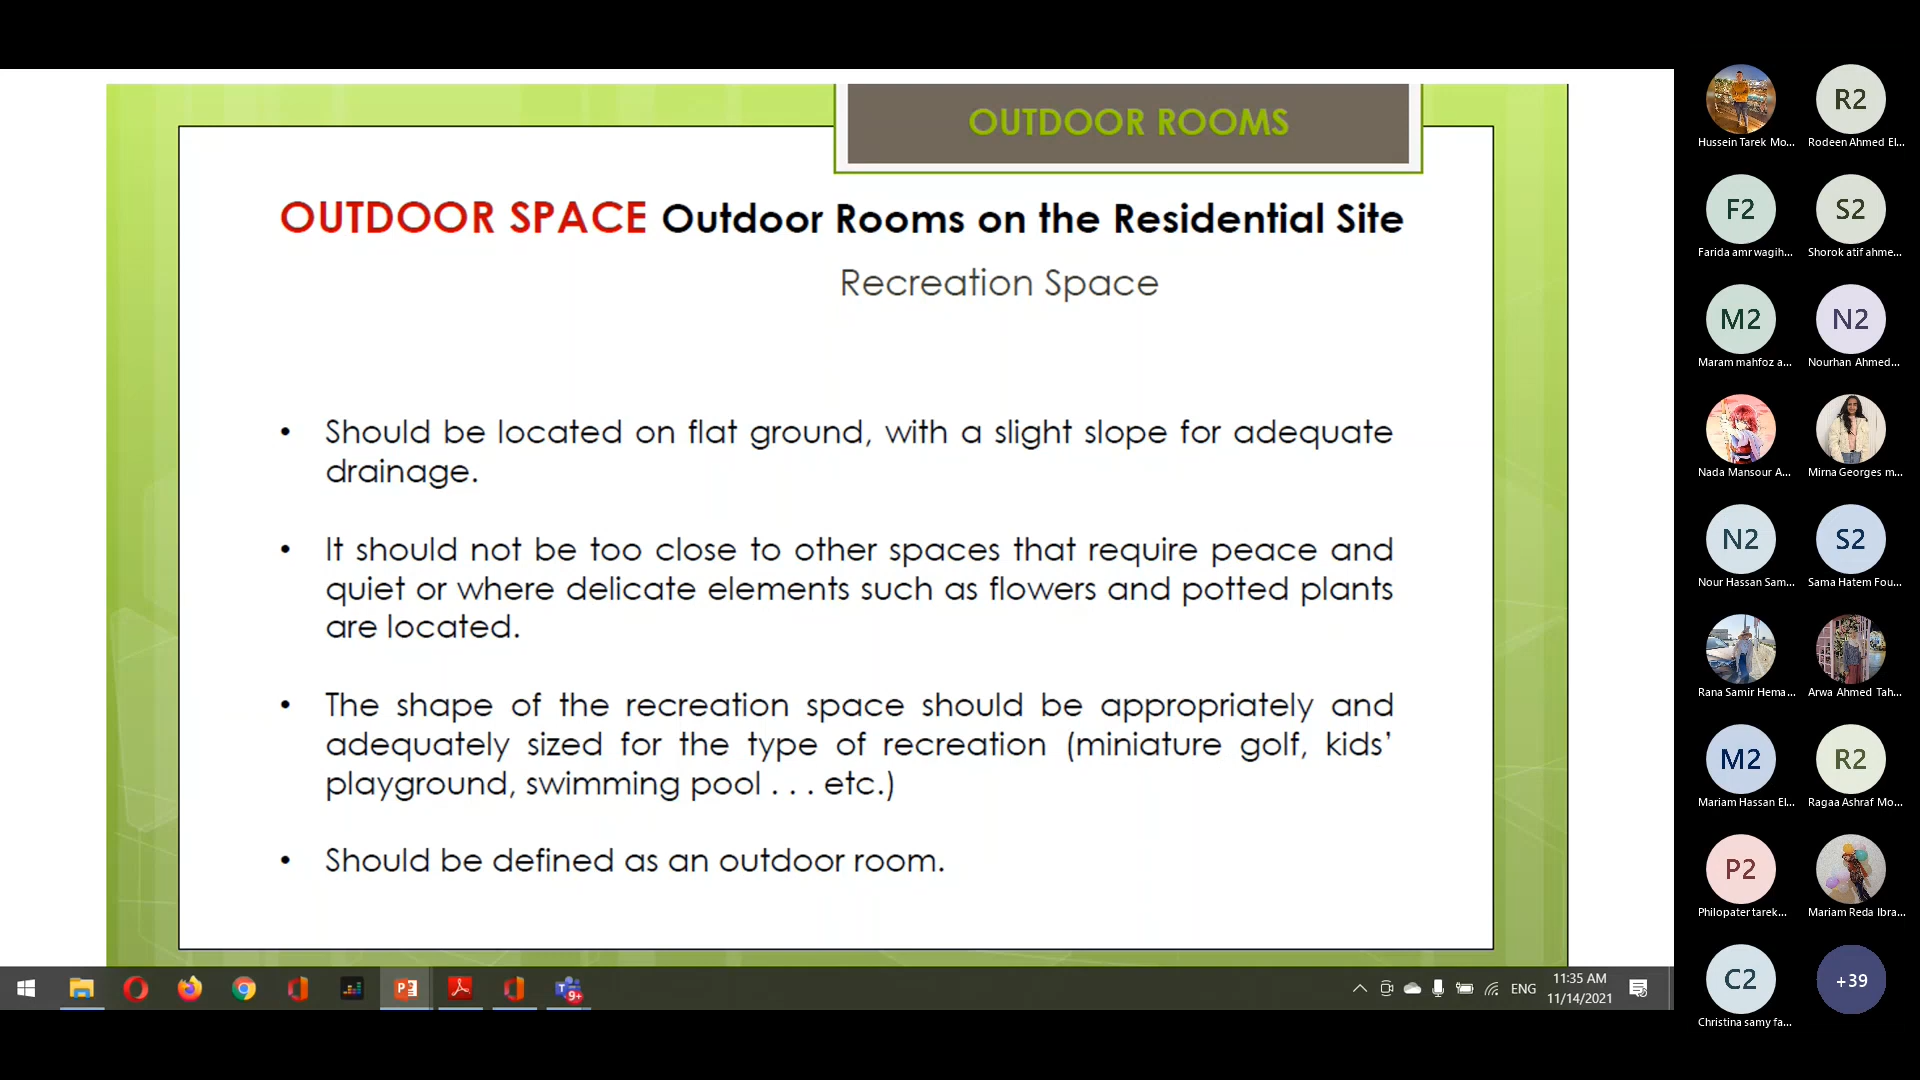 OUTDOOR ROOMS
OUTDOOR SPACE Outdoor Rooms on the Residential Site
Recreation Space
• Should be located on flat ground, with a slight slope for adequate
drainage.
• It should not be too close to other spaces that require peace and
quiet or where delicate elements such as flowers and potted plants
are located.
• The shape of the recreation space should be appropriately and
adequately sized for the type of recreation (miniature golf, kids’
playground, swimming pool . . . etc.)
• Should be defined as an outdoor room.
9+
ENG
11:35 AM
11/14/2021
R2
Hussein Tarek Mo...
Rodeen Ahmed El...
F2
S2
Farida amr wagih...
Shorok atif ahme...
M2
N2
Maram mahfoz a...
Nourhan Ahmed...
Nada Mansour A...
Mirna Georges m...
N2
S2
Nour Hassan Sam...
Sama Hatem Fou...
Rana Samir Hema...
Arwa Ahmed Tah...
M2
R2
Mariam Hassan El...
Ragaa Ashraf Mo...
P2
Philopater tarek...
Mariam Reda Ibra...
C2
+39
Christina samy fa...